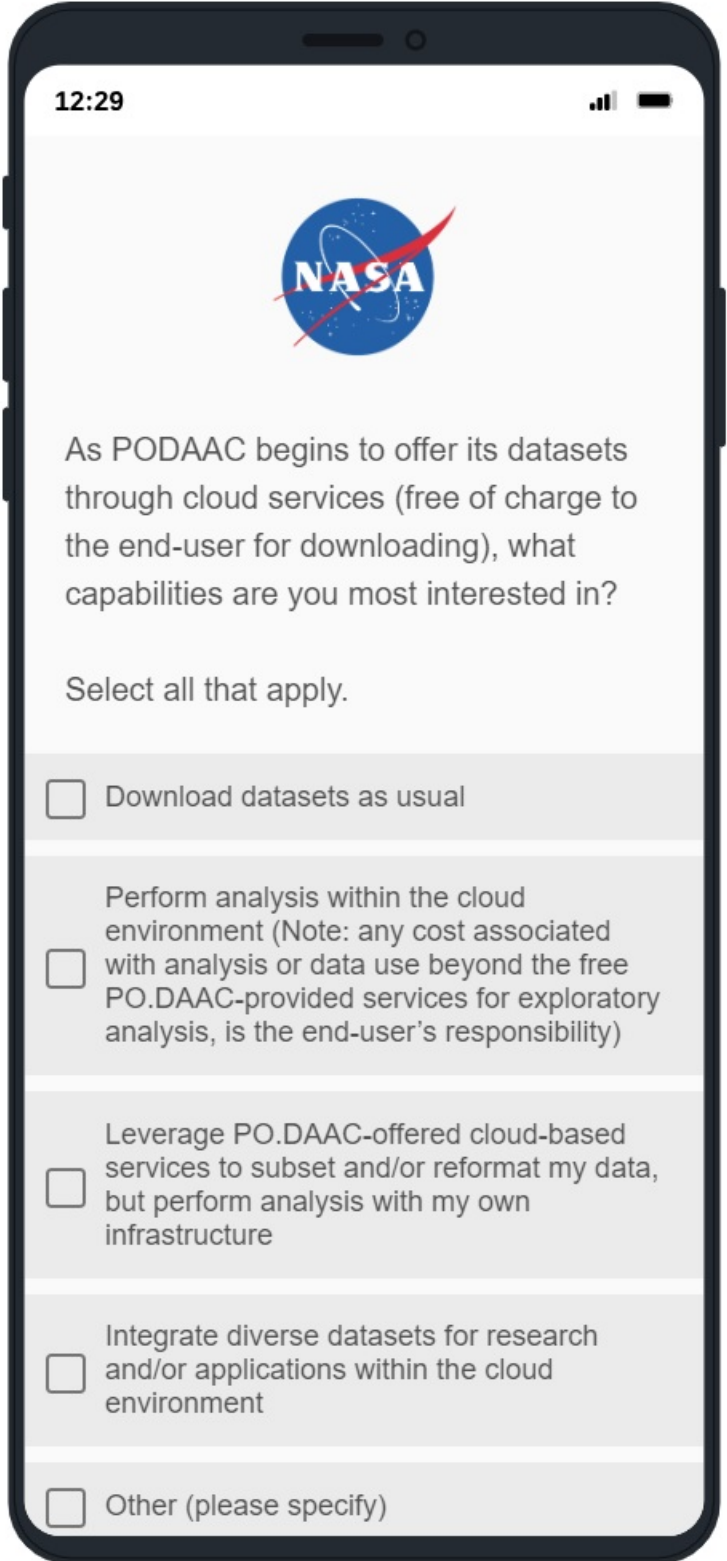 12:29
NASA
As PODAAC begins to offer its datasets
through cloud services (free of charge to
the end-user for downloading), what
capabilities are you most interested in?
Select all that apply.
Download datasets as usual
Perform analysis within the cloud
environment (Note: any cost associated
with analysis or data use beyond the free
PO.DAAC-provided services for exploratory
analysis, is the end-user’s responsibility)
Leverage PO.DAAC-offered cloud-based
services to subset and/or reformat my data,
but perform analysis with my own
infrastructure
Integrate diverse datasets for research
and/or applications within the cloud
environment
Other (please specify)